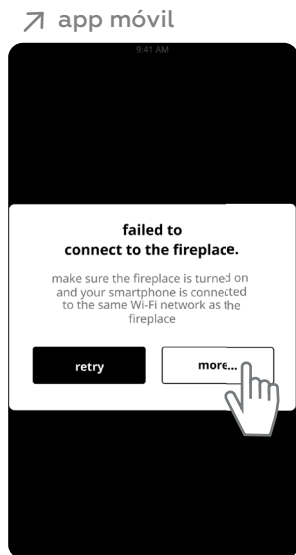 app móvil
9:41 AM
failed to
connect to the fireplace.
make sure the fireplace is turned on
and your smartphone is connected
to the same Wi-Fi network as the
fireplace
retry
more...